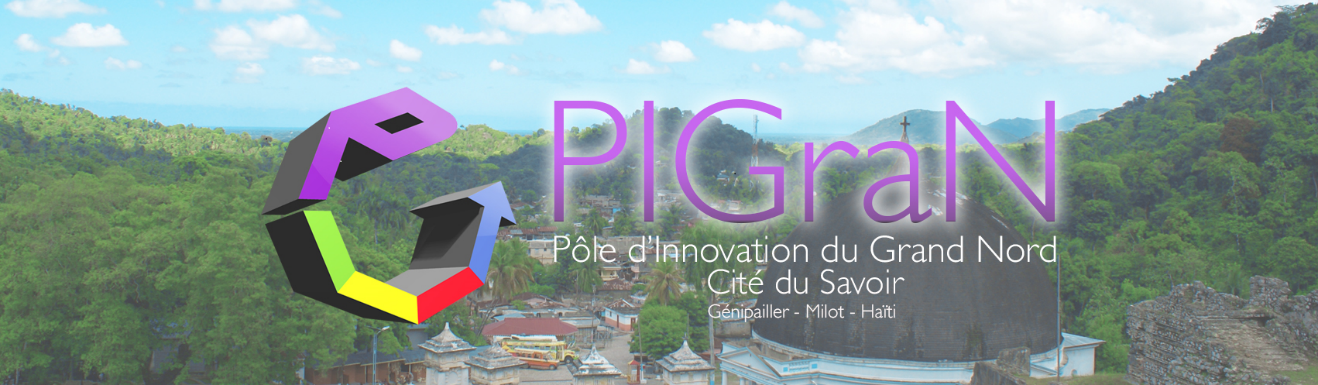 PIGraN
Pôle d'Innovation du Grand Nord
Cité du Savoir
Génipailler - Milot - Haïti